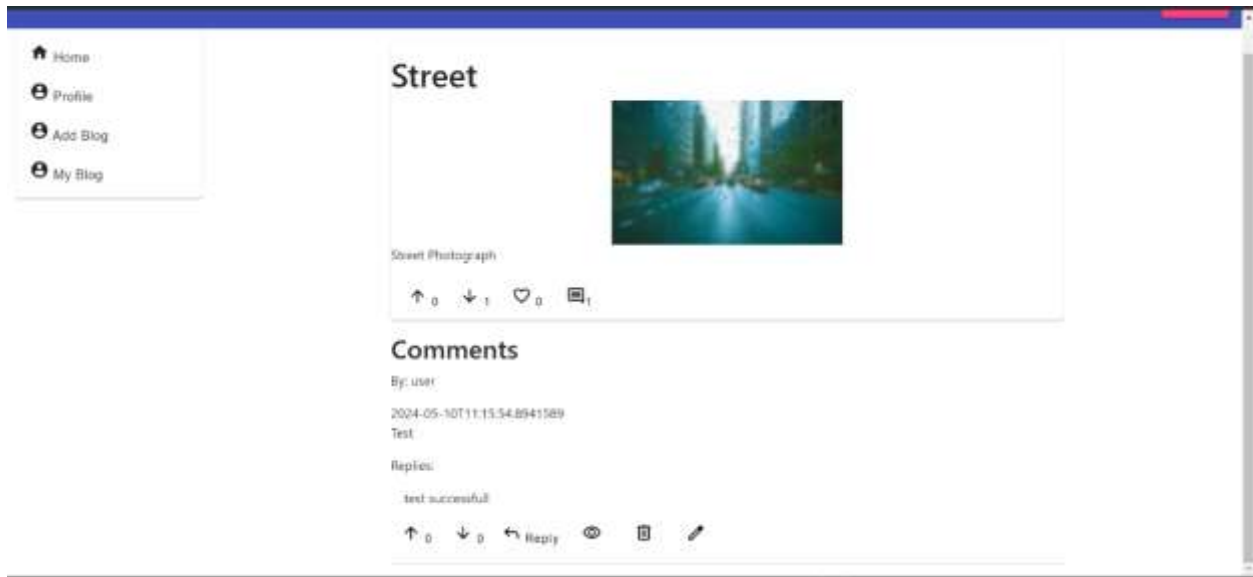 Home
Profile
Add Blog
My Blog
Street
Street Photograph
0 1 0 1
Comments
By: user
2024-05-10T11:15:54.8941589
Test
Replies:
test successfull
0 0 Reply